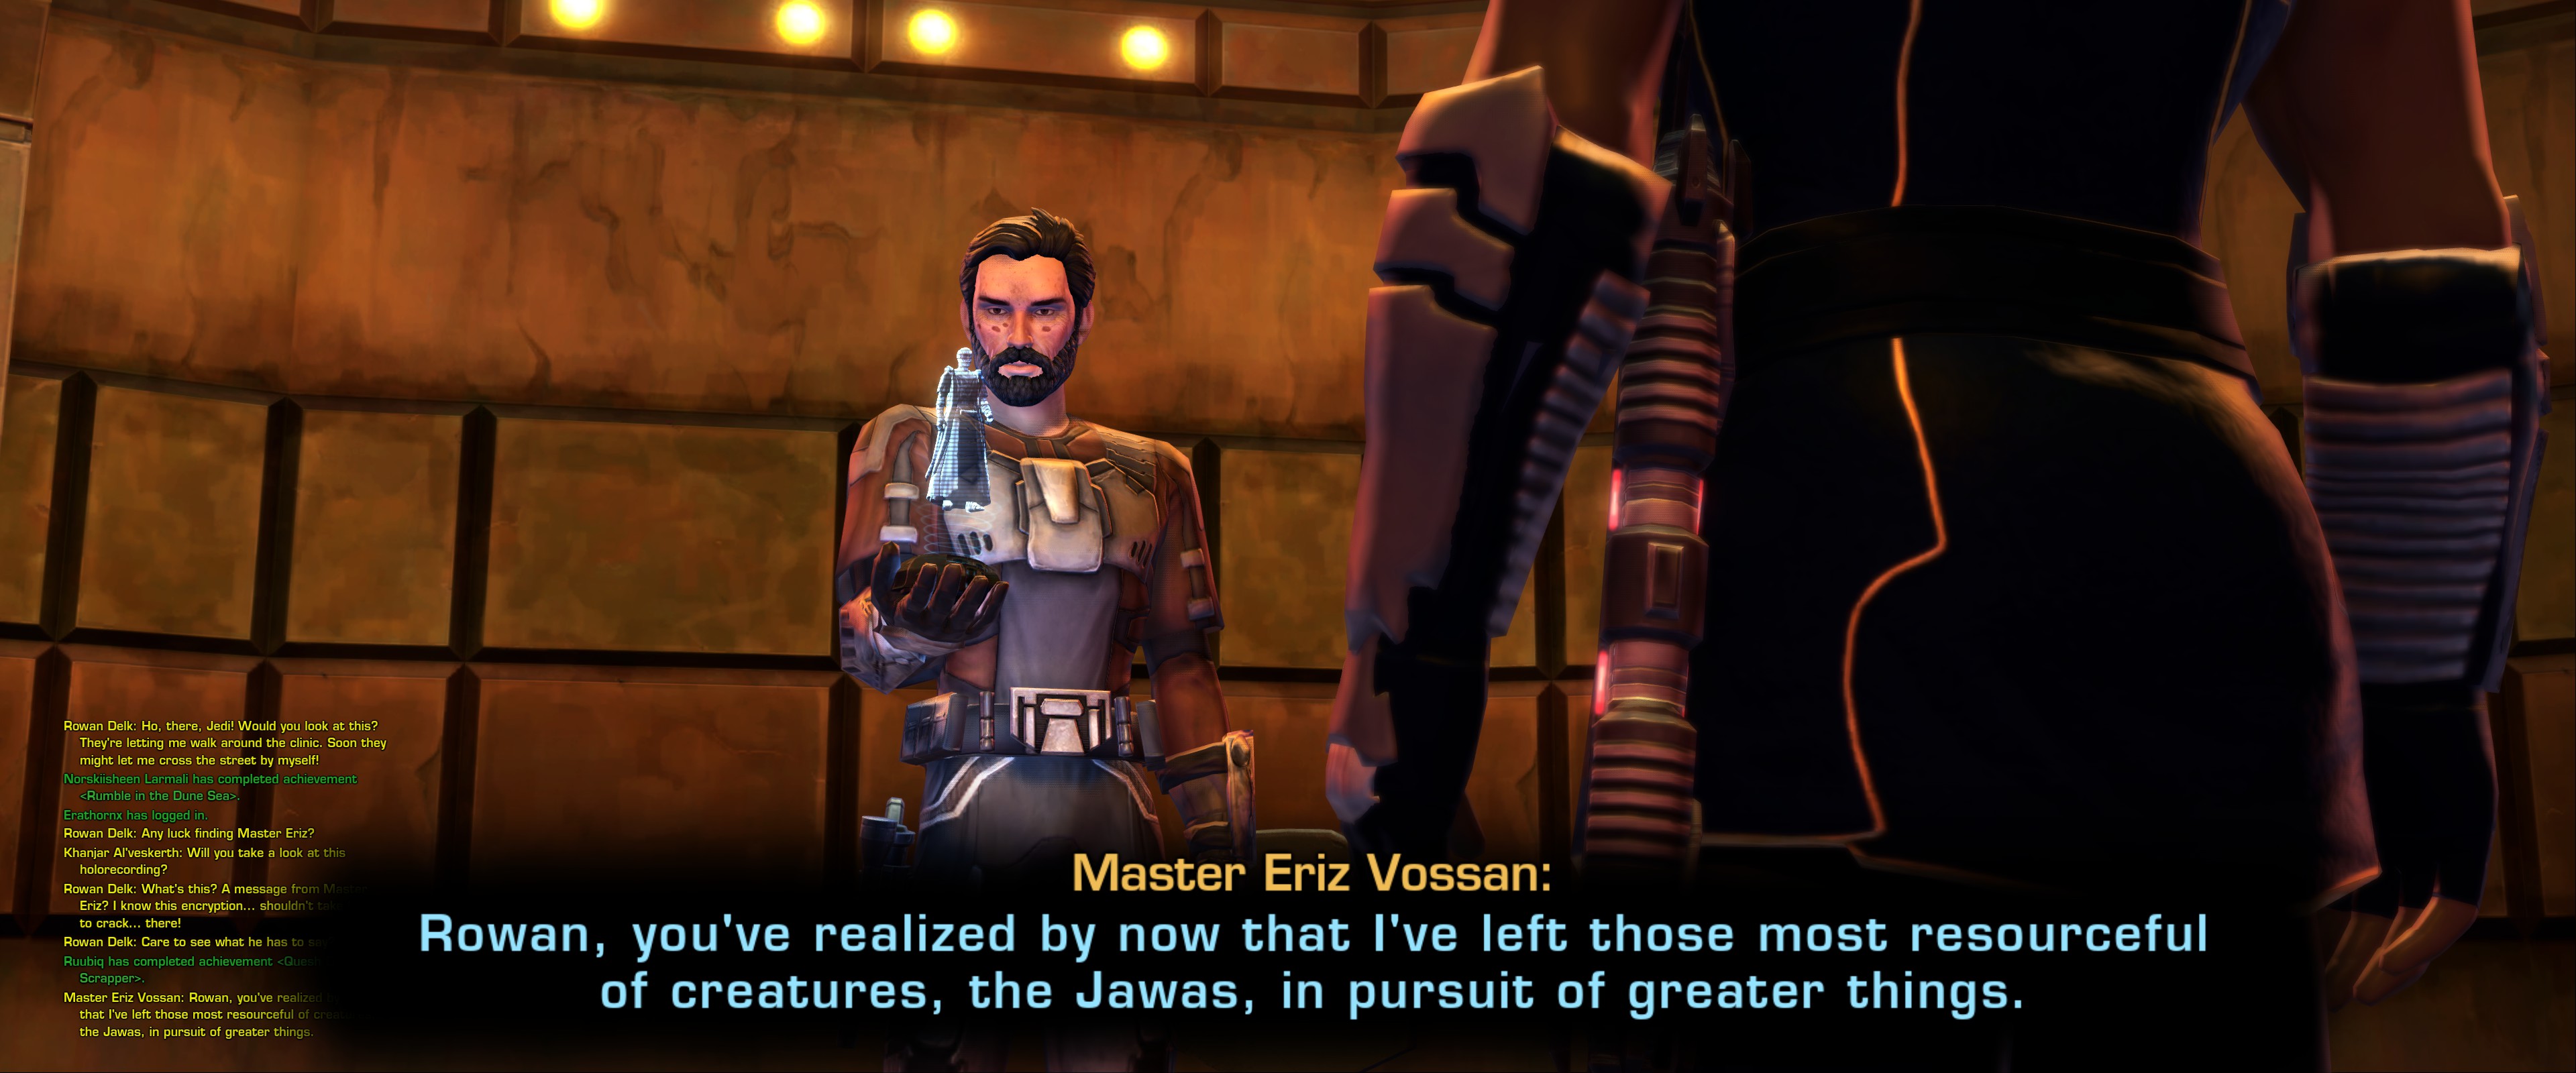 Rowan Delk: Ho, there, Jedi! Would you look at this?
They're letting me walk around the clinic. Soon they
might let me cross the street by myself!
Norskiisheen Larmali has completed achievement
<Rumble in the Dune Sea>.
Erathornx has logged in.
Rowan Delk: Any luck finding Master Eriz?
Khanjar Al'veskerth: Will you take a look at this
holorecording?
Rowan Delk: What's this? A message from Master
Eriz? I know this encryption... shouldn't take
to crack... there!
Rowan Delk: Care to see what he has to say
Ruubiq has completed achievement
Scrapper>.
Master Eriz Vossan: Rowan, you've realized
that I've left those most resourceful of
the Jawas, in pursuit of greater things.
Master Eriz Vossan:
Rowan, you've realized by now that I've left those most resourceful
of creatures, the Jawas, in pursuit of greater things.